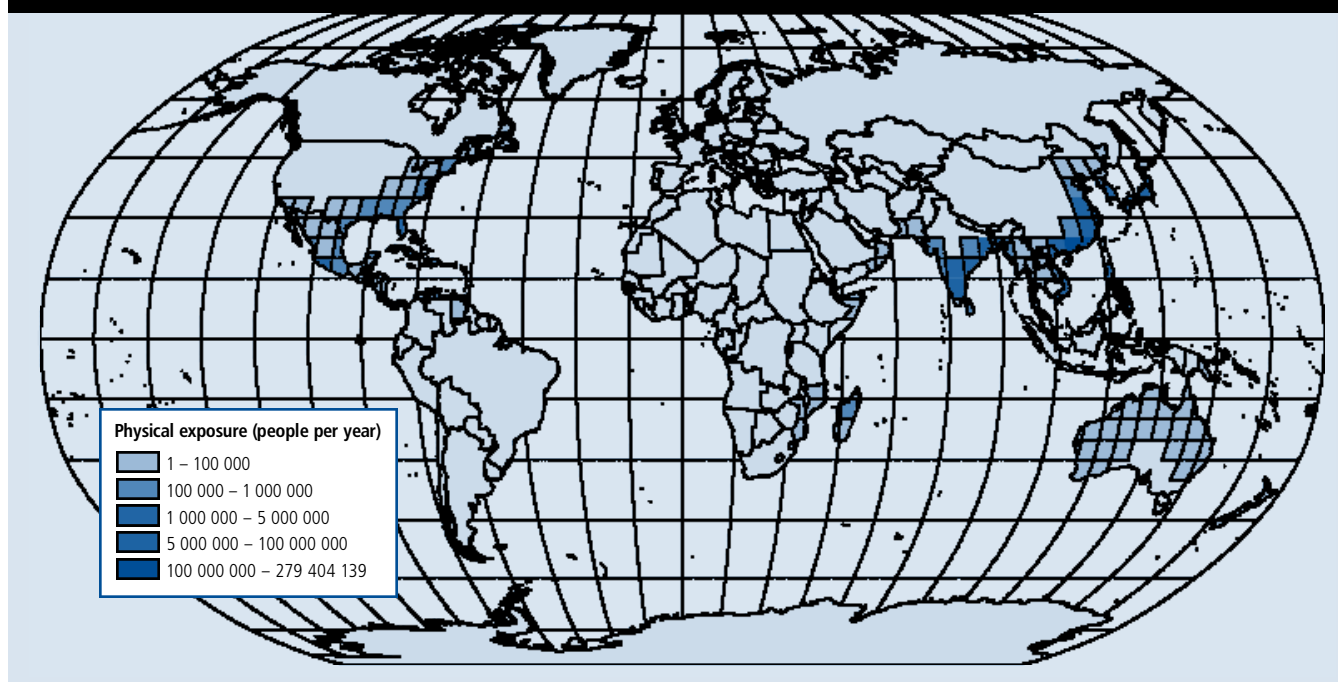 Physical exposure (people per year)
1 – 100 000
100 000 – 1 000 000
1 000 000 – 5 000 000
5 000 000 – 100 000 000
100 000 000 – 279 404 139